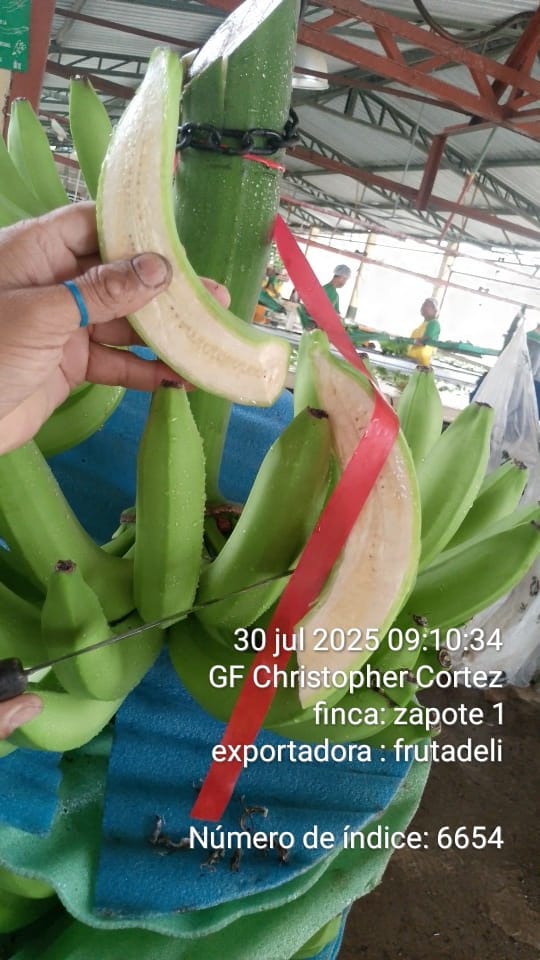 30 jul 2025 09:10:34
GF Christopher Cortez
finca: zapote 1
exportadora : frutadeli
Número de índice: 6654